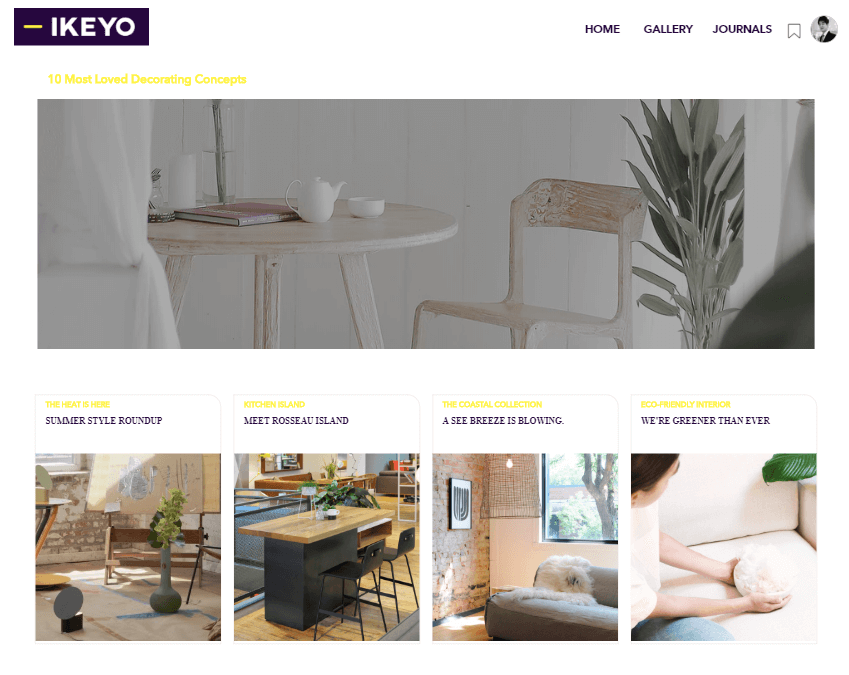 IKEYO
HOME GALLERY JOURNALS
10 Most Loved Decorating Concepts
THE HEAT IS HERE
SUMMER STYLE ROUNDUP
KITCHEN ISLAND
MEET ROSSEAU ISLAND
THE COASTAL COLLECTION
A SEE BREEZE IS BLOWING.
ECO-FRIENDLY INTERIOR
WE'RE GREENER THAN EVER